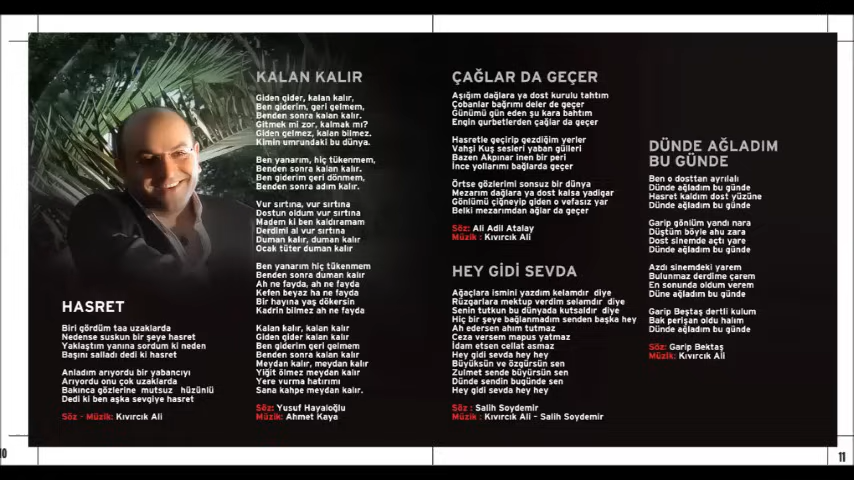 HASRET
Biri gördüm taa uzaklarda
Nedense suskun bir şeye hasret
Yaklaştım yanına sordum ki neden
Başını salladı dedi ki hasret
Anladım arıyordu bir yabancıyı
Arıyordu onu çok uzaklarda
Bakınca gözlerine mutsuz hüzünlü
Dedi ki ben aşka sevgiye hasret
Söz - Müzik: Kıvırcık Ali
KALAN KALIR
Giden gider, kalan kalır,
Ben giderim, geri gelmem,
Benden sonra kalan kalır.
Gitmek mi zor, kalmak mı?
Giden gelmez, kalan bilmez.
Kimin umrundaki bu dünya.
Ben yanarım, hiç tükenmem,
Benden sonra kalan kalır.
Ben giderim geri dönmem,
Benden sonra adım kalır.
Vur sırtına, vur sırtına
Dostun oldum vur sırtına
Madem ki ben kaldıramam
Derdimi al vur sırtına
Duman kalır, duman kalır
Ocak tüter duman kalır
Ben yanarım hiç tükenmem
Benden sonra duman kalır
Ah ne fayda, ah ne fayda
Kefen beyaz ha ne fayda
Bir hayına yaş dökersin
Kadrin bilmez ah ne fayda
Kalan kalır, kalan kalır
Giden gider kalan kalır
Ben giderim geri gelmem
Benden sonra kalan kalır
Meydan kalır, meydan kalır
Yiğit ölmez meydan kalır
Yere vurma hatırımı
Sana kahpe meydan kalır.
Söz: Yusuf Hayaloğlu
Müzik: Ahmet Kaya
ÇAĞLAR DA GEÇER
Aşığım dağlara ya dost kurulu tahtım
Çobanlar bağrımı deler de geçer
Günümü gün eden şu kara bahtım
Engin gurbetlerden çağlar da geçer
Hasretle geçirip gezdiğim yerler
Vahşi Kuş sesleri yaban gülleri
Bazen Akpınar inen bir peri
İnce yollarımı bağlarda geçer
Örtse gözlerimi sonsuz bir dünya
Mezarım dağlara ya dost kalsa yadigar
Gönlümü çiğneyip giden o vefasız yar
Belki mezarımdan ağlar da geçer
Söz: Ali Adil Atalay
Müzik : Kıvırcık Ali
HEY GİDİ SEVDA
Ağaçlara ismini yazdım kelamdır diye
Rüzgarlara mektup verdim selamdır diye
Senin tutkun bu dünyada kutsaldır diye
Hiç bir şeye bağlanmadım senden başka hey
Ah edersen ahım tutmaz
Ceza versem mapus yatmaz
İdam etsen cellat asmaz
Hey gidi sevda hey hey
Büyüksün ve özgürsün sen
Zulmet sende büyürsün sen
Dünde sendin bugünde sen
Hey gidi sevda hey hey
Söz : Salih Soydemir
Müzik : Kıvırcık Ali - Salih Soydemir
DÜNDE AĞLADIM
BU GÜNDE
Ben o dosttan ayrılalı
Dünde ağladım bu günde
Hasret kaldım dost yüzüne
Dünde ağladım bu günde
Garip gönlüm yandı nara
Düştüm böyle ahu zara
Dost sinemde açtı yare
Dünde ağladım bu günde
Azdı sinemdeki yarem
Bulunmaz derdime çarem
En sonunda oldum verem
Düne ağladım bu günde
Garip Beştaş dertli kulum
Bak perişan oldu halım
Dünde ağladım bu günde
Söz: Garip Bektaş
Müzik: Kıvırcık Ali
10
11